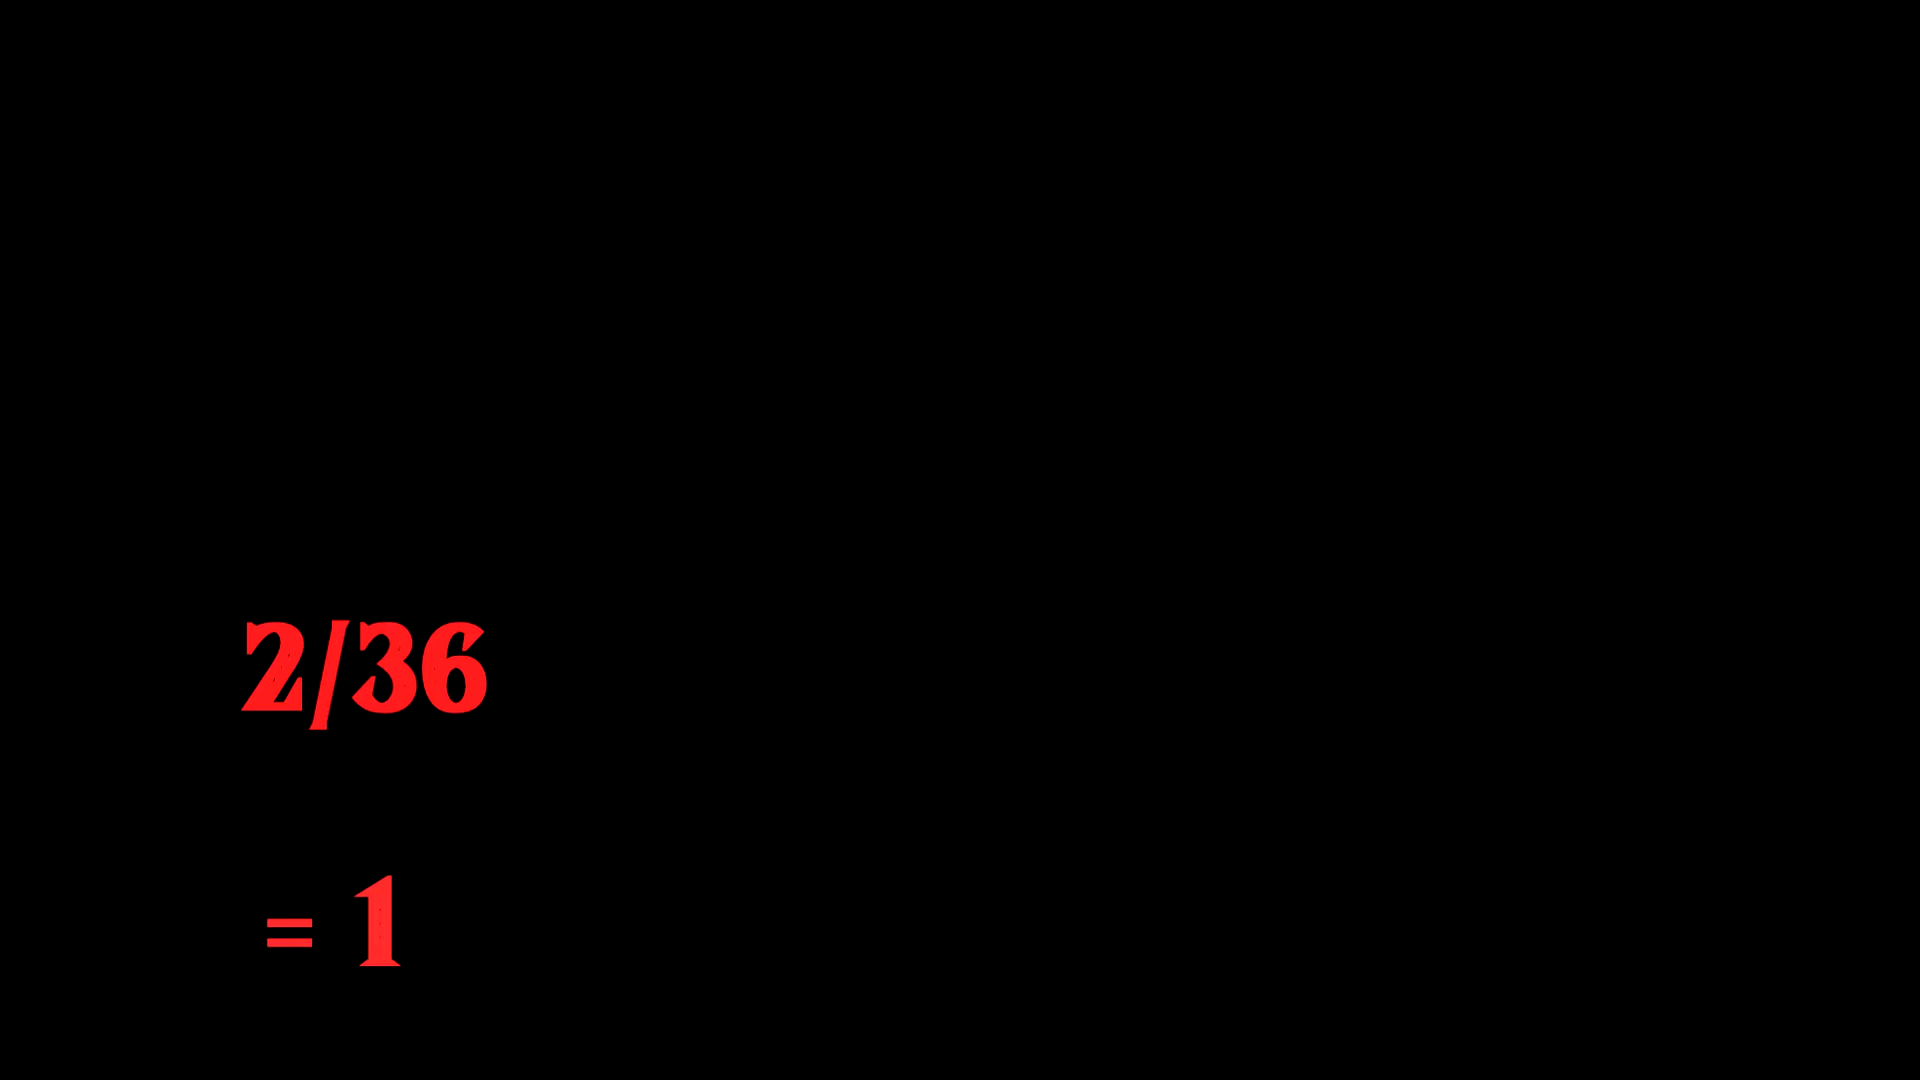 2/36
= 1